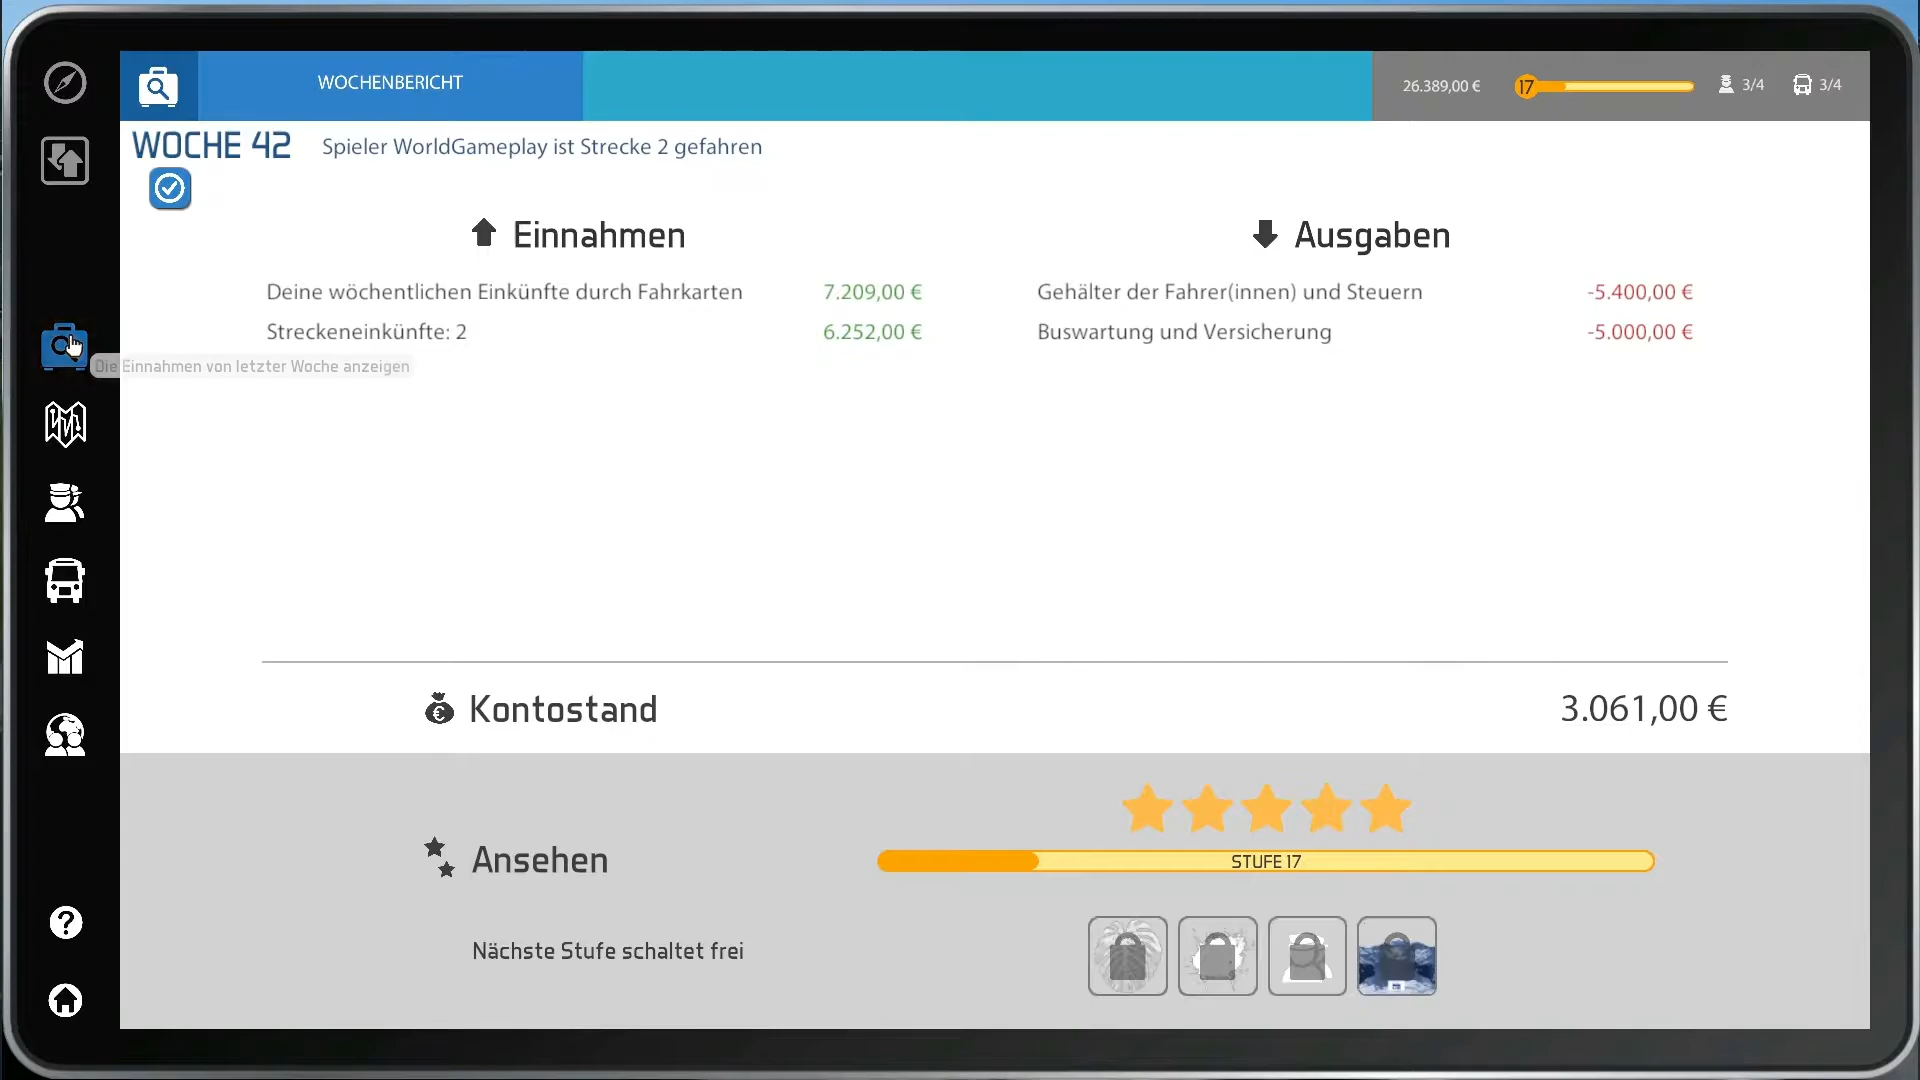 WOCHENBERICHT
26.389,00 €
17
3/4
3/4
WOCHE 42
Spieler WorldGameplay ist Strecke 2 gefahren
Einnahmen
Ausgaben
Deine wöchentlichen Einkünfte durch Fahrkarten
7.209,00 €
Gehälter der Fahrer(innen) und Steuern
-5.400,00 €
Streckeneinkünfte: 2
6.252,00 €
Buswartung und Versicherung
-5.000,00 €
Die Einnahmen von letzter Woche anzeigen
Kontostand
3.061,00 €
Ansehen
STUFE 17
Nächste Stufe schaltet frei